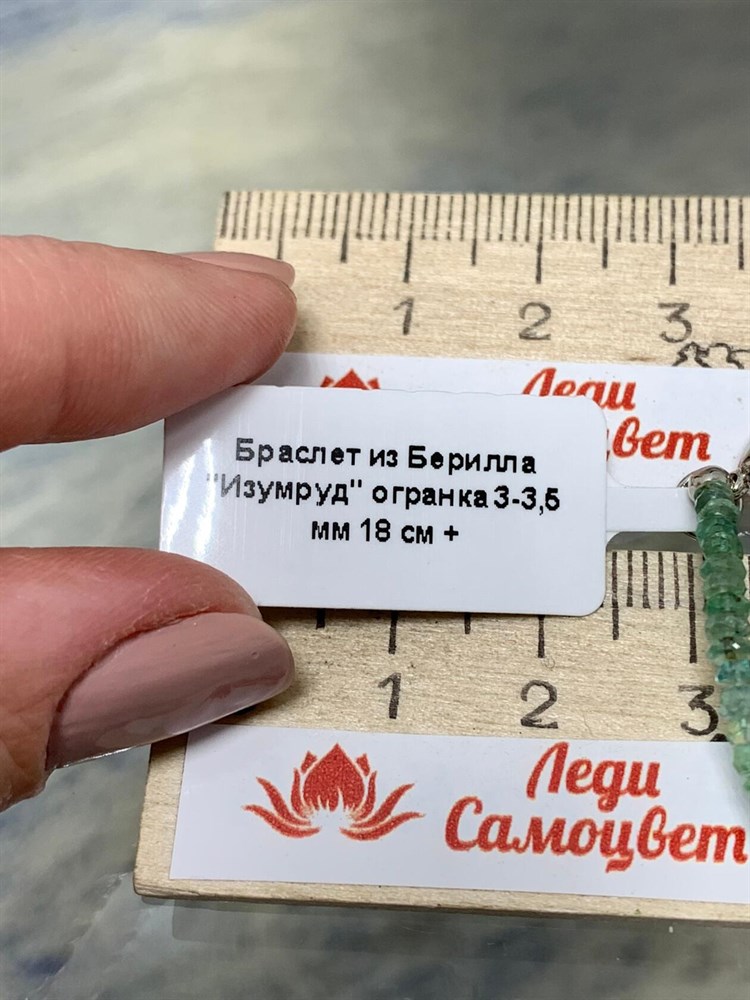 1 2 3
Леди
цвет
Браслет из Берилла
"Изумруд" огранка 3-3,5
мм 18 см +
1 2 3
Леди
Самоцвет